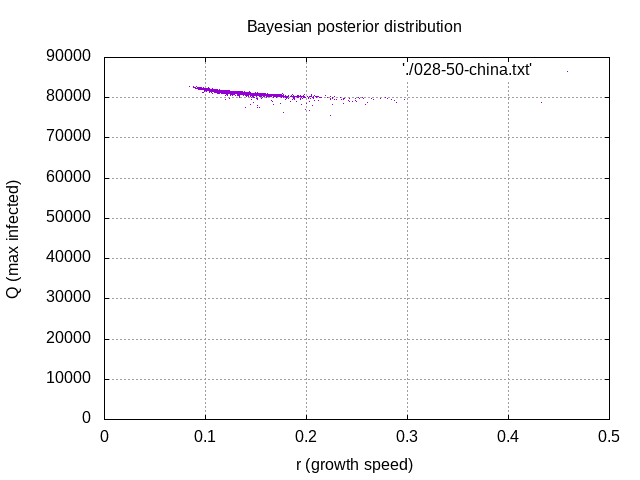 Bayesian posterior distribution
'./028-50-china.txt'
90000
80000
70000
60000
50000
40000
30000
20000
10000
0
Q (max infected)
0 0.1 0.2 0.3 0.4 0.5
r (growth speed)